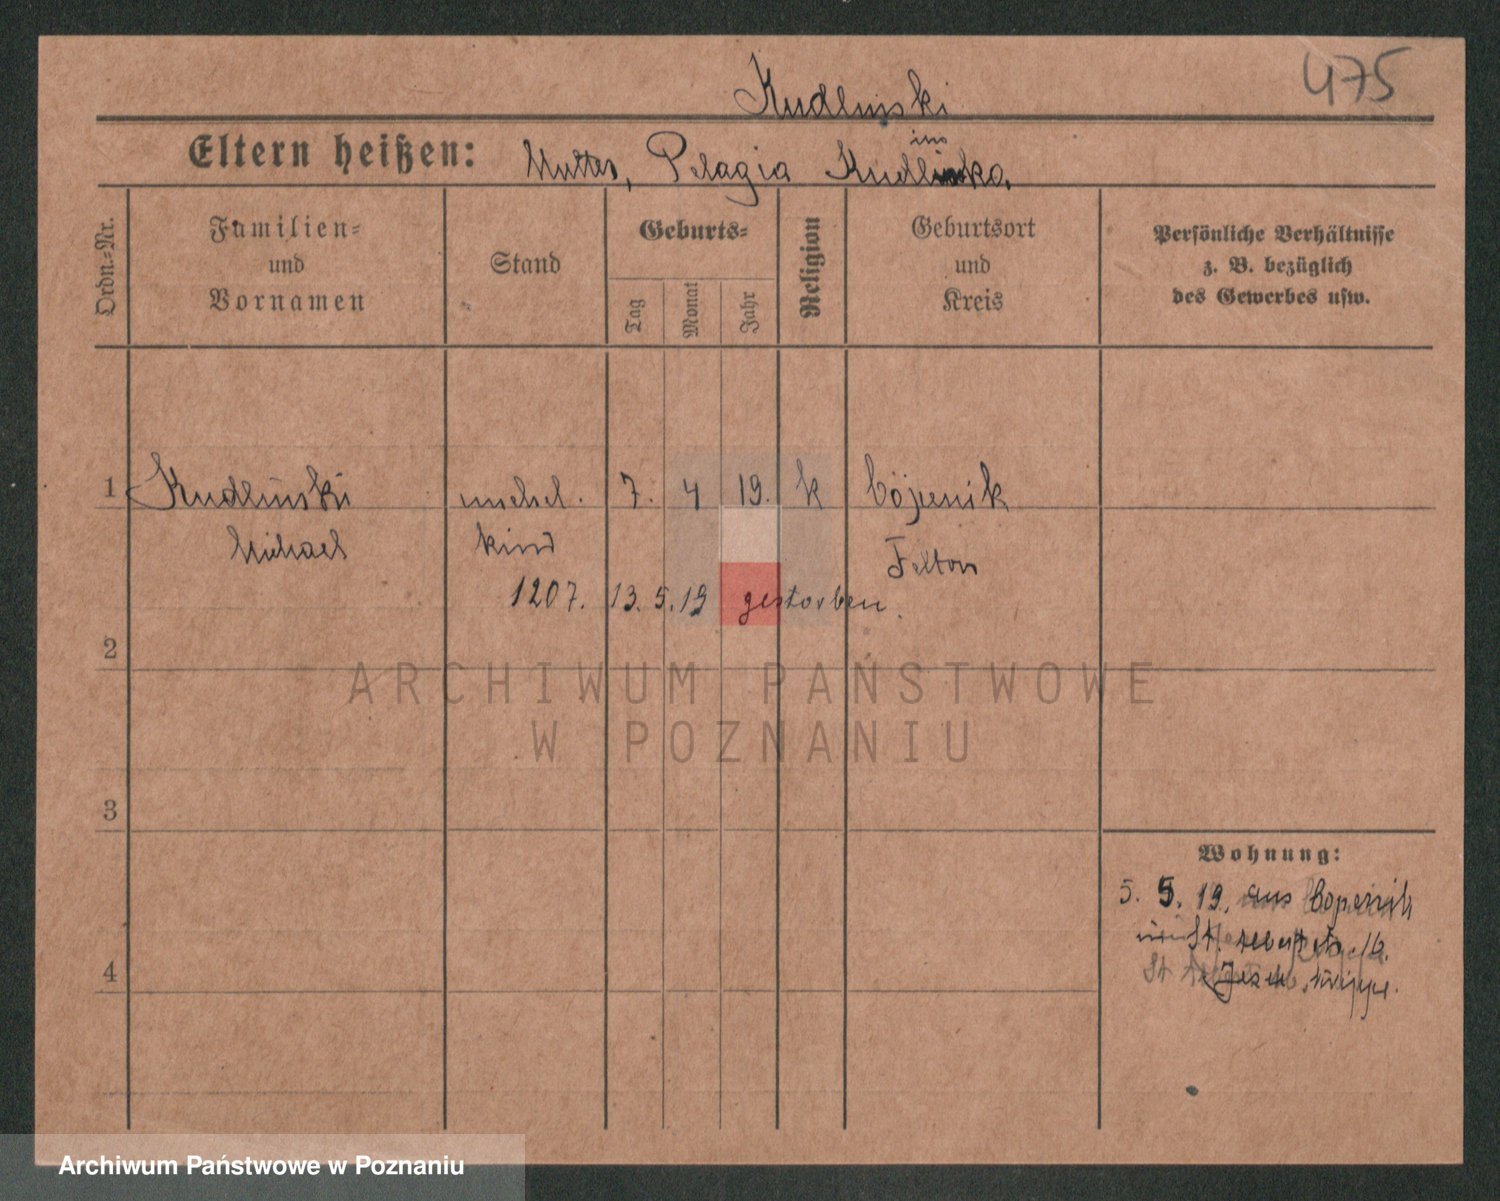 475
Kudlinski
Eltern heißen: Mutter, Pelagia Kudlinska.
Ordn.-Nr.
Familien- und Vornamen
Stand
Geburts-
Tag
Monat
Jahr
Religion
Geburtsort und Kreis
Persönliche Verhältnisse z. B. bezüglich des Gewerbes usw.
1 Kudlinski unehel. 7. 4 19. k
Michael kind
1207. 13. 5. 19 gestorben.
2
ARCHIWUM PAŃSTWOWE
W POZNANIU
3
Wohnung:
5. 5. 19. aus
4
Archiwum Państwowe w Poznaniu